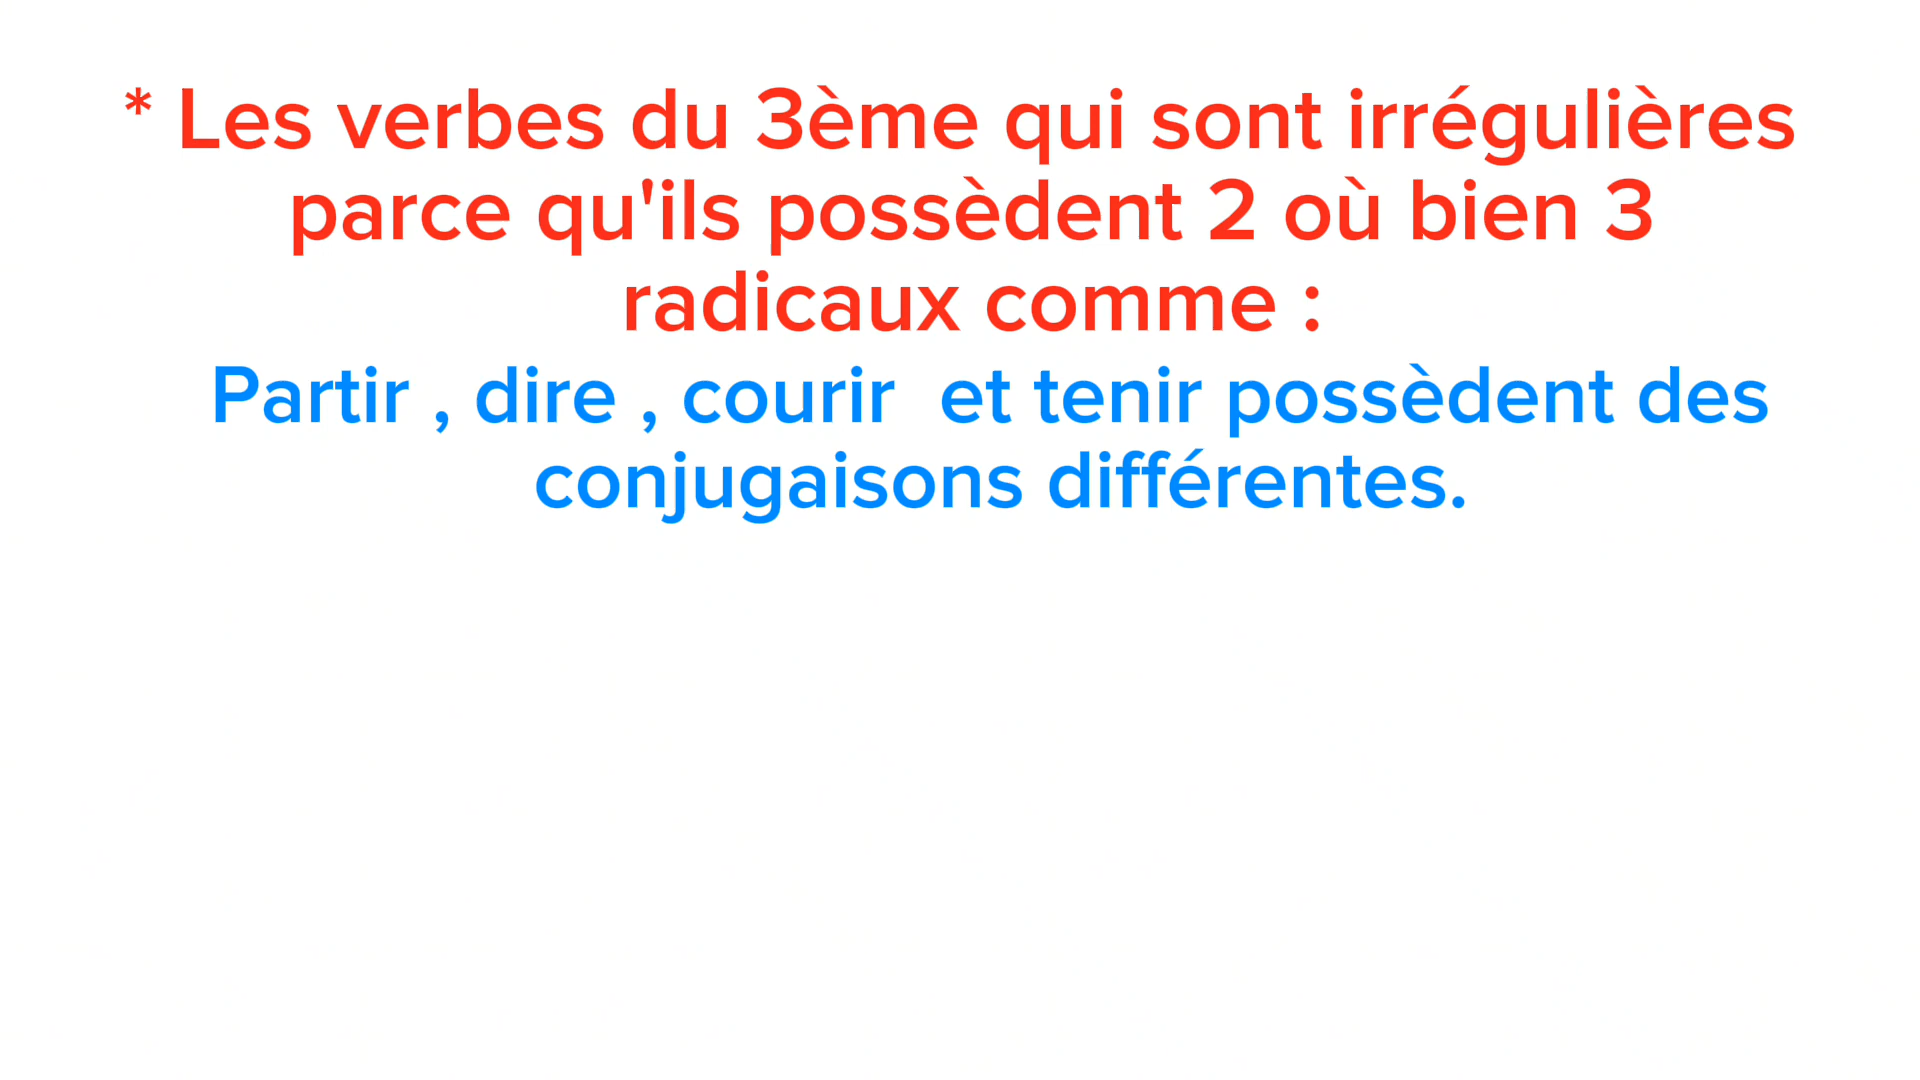 * Les verbes du 3ème qui sont irrégulières
parce qu'ils possèdent 2 où bien 3
radicaux comme :
Partir , dire , courir  et tenir possèdent des
conjugaisons différentes.